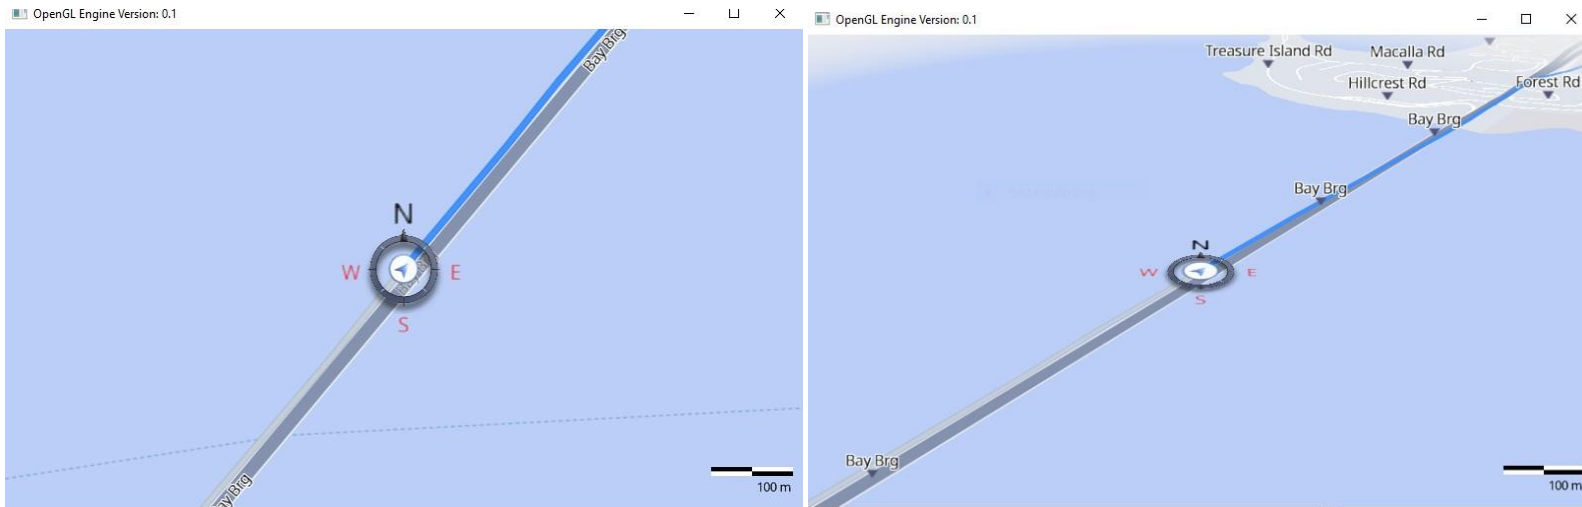 OpenGL Engine Version: 0.1
Bay Brg
N
W
E
S
ay Brg
100 m
OpenGL Engine Version: 0.1
Treasure Island Rd
Macalla Rd
Hillcrest Rd
Forest Rd
Bay Brg
Bay Brg
N
W
E
S
Bay Brg
100 m